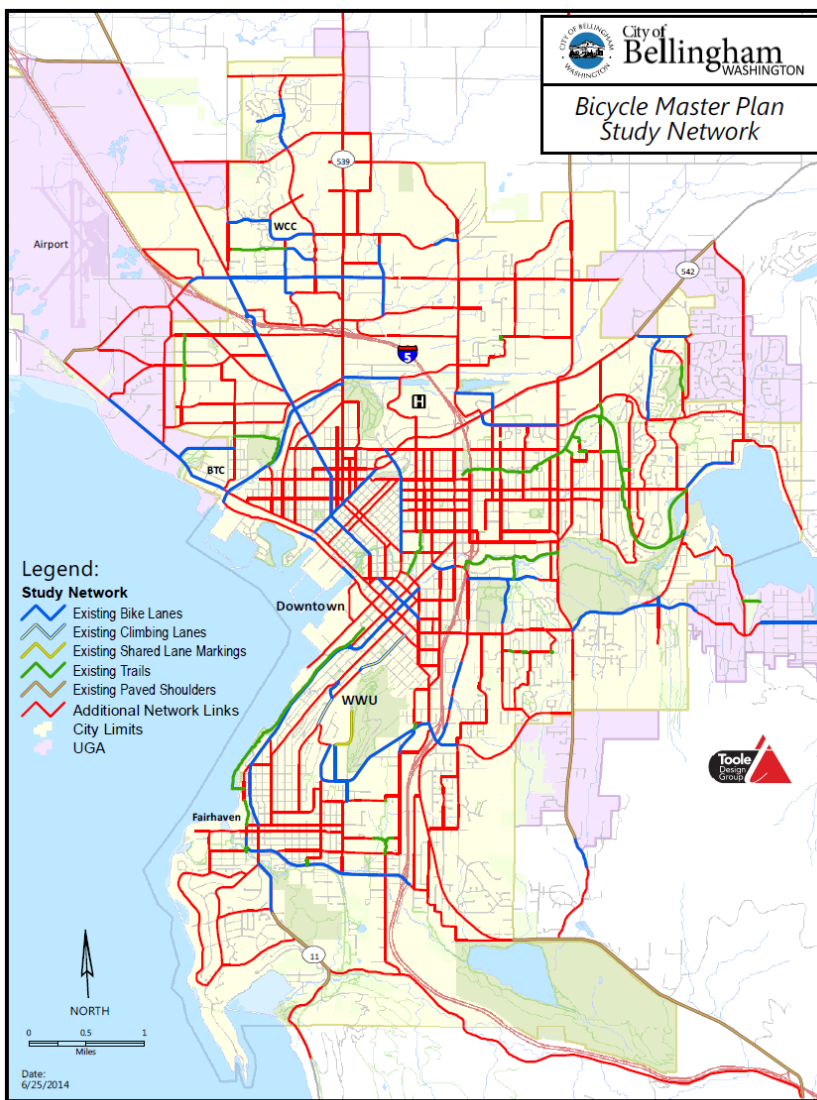 CITY OF BELLINGHAM
WASHINGTON
City of
Bellingham
WASHINGTON
Bicycle Master Plan
Study Network
539
WCC
Airport
542
5
H
BTC
Legend:
Study Network
Existing Bike Lanes
Existing Climbing Lanes
Existing Shared Lane Markings
Existing Trails
Existing Paved Shoulders
Additional Network Links
City Limits
UGA
Downtown
WWU
Toole
Design
Group
Fairhaven
11
NORTH
0 0.5 1
Miles
Date:
6/25/2014